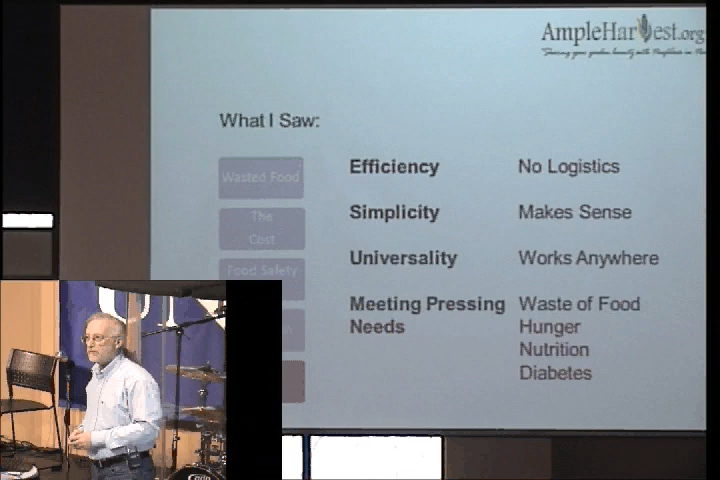 AmpleHarvest.org
What I Saw:
Wasted Food
The
Cost
Food Safety
Efficiency No Logistics
Simplicity Makes Sense
Universality Works Anywhere
Meeting Pressing Waste of Food
Needs Hunger
Nutrition
Diabetes